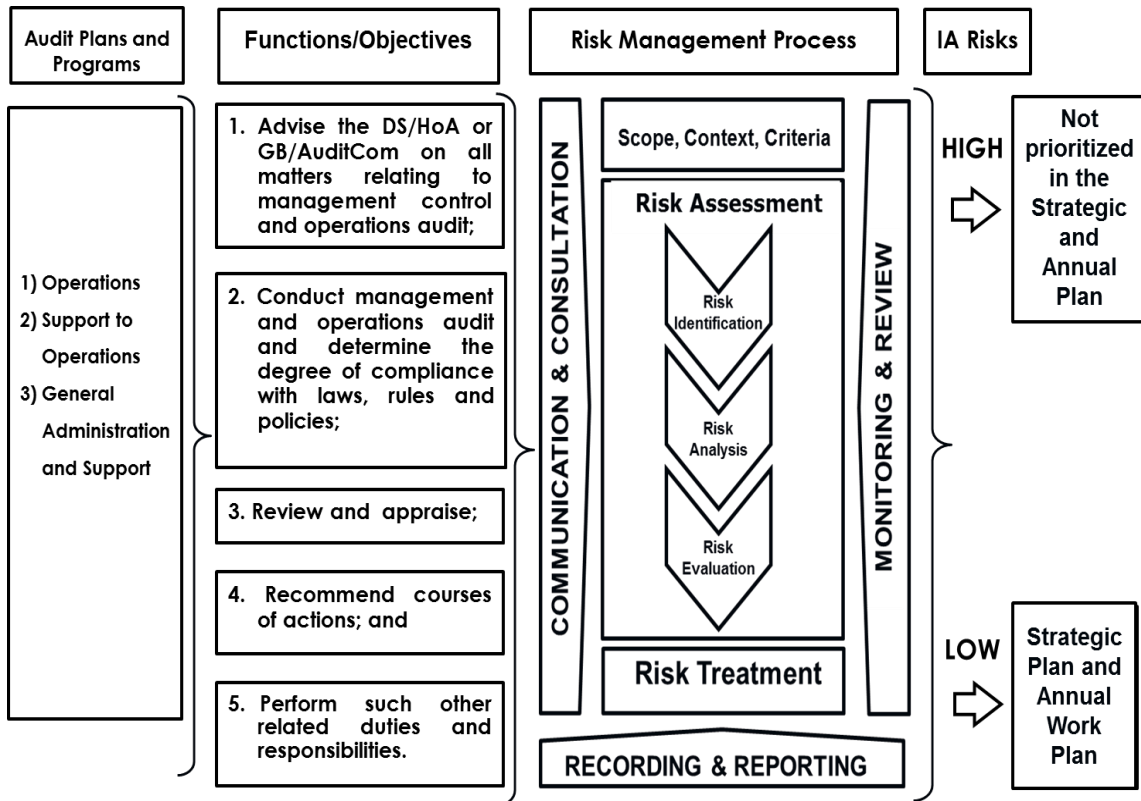 Audit Plans and
Programs
Functions/Objectives
Risk Management Process
IA Risks
1) Operations
2) Support to
Operations
3) General
Administration
and Support
1. Advise the DS/HoA or
GB/AuditCom on all
matters relating to
management control
and operations audit;
2. Conduct management
and operations audit
and determine the
degree of compliance
with laws, rules and
policies;
3. Review and appraise;
4. Recommend courses
of actions; and
5. Perform such other
related duties and
responsibilities.
COMMUNICATION & CONSULTATION
Scope, Context, Criteria
Risk Assessment
Risk
Identification
Risk
Analysis
Risk
Evaluation
Risk Treatment
MONITORING & REVIEW
RECORDING & REPORTING
HIGH
Not
prioritized
in the
Strategic
and
Annual
Plan
LOW
Strategic
Plan and
Annual
Work
Plan